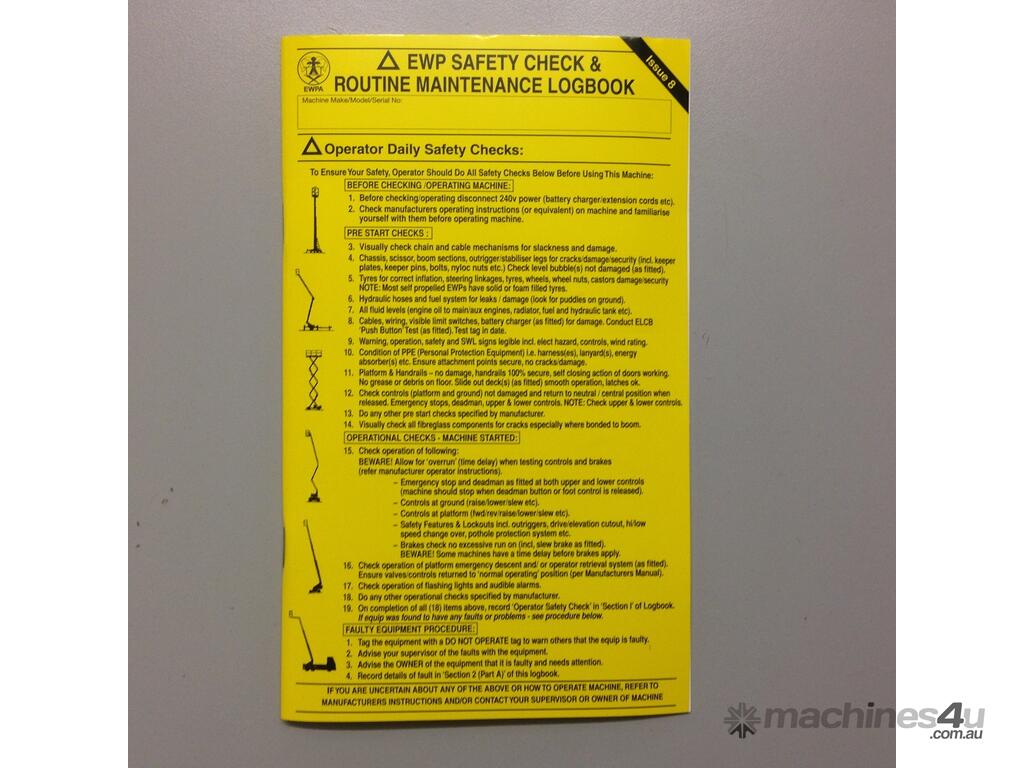 EWPA
EWP SAFETY CHECK &
ROUTINE MAINTENANCE LOGBOOK
Issue 8
Machine Make/Model/Serial No:
Operator Daily Safety Checks:
To Ensure Your Safety, Operator Should Do All Safety Checks Below Before Using This Machine:
BEFORE CHECKING /OPERATING MACHINE:
1. Before checking/operating disconnect 240v power (battery charger/extension cords etc).
2. Check manufacturers operating instructions (or equivalent) on machine and familiarise
yourself with them before operating machine.
PRE START CHECKS :
3. Visually check chain and cable mechanisms for slackness and damage.
4. Chassis, scissor, boom sections, outrigger/stabiliser legs for cracks/damage/security (incl. keeper
plates, keeper pins, bolts, nyloc nuts etc.) Check level bubble(s) not damaged (as fitted).
5. Tyres for correct inflation, steering linkages, tyres, wheels, wheel nuts, castors damage/security
NOTE: Most self propelled EWPs have solid or foam filled tyres.
6. Hydraulic hoses and fuel system for leaks / damage (look for puddles on ground).
7. All fluid levels (engine oil to main/aux engines, radiator, fuel and hydraulic tank etc).
8. Cables, wiring, visible limit switches, battery charger (as fitted) for damage. Conduct ELCB
'Push Button' Test (as fitted). Test tag in date.
9. Warning, operation, safety and SWL signs legible incl. elect hazard, controls, wind rating.
10. Condition of PPE (Personal Protection Equipment) i.e. harness(es), lanyard(s), energy
absorber(s) etc. Ensure attachment points secure, no cracks/damage.
11. Platform & Handrails – no damage, handrails 100% secure, self closing action of doors working.
No grease or debris on floor. Slide out deck(s) (as fitted) smooth operation, latches ok.
12. Check controls (platform and ground) not damaged and return to neutral / central position when
released. Emergency stops, deadman, upper & lower controls. NOTE: Check upper & lower controls.
13. Do any other pre start checks specified by manufacturer.
14. Visually check all fibreglass components for cracks especially where bonded to boom.
OPERATIONAL CHECKS - MACHINE STARTED:
15. Check operation of following:
BEWARE! Allow for 'overrun' (time delay) when testing controls and brakes
(refer manufacturer operator instructions).
– Emergency stop and deadman as fitted at both upper and lower controls
(machine should stop when deadman button or foot control is released).
– Controls at ground (raise/lower/slew etc).
– Controls at platform (fwd/rev/raise/lower/slew etc).
– Safety Features & Lockouts incl. outriggers, drive/elevation cutout, hi/low
speed change over, pothole protection system etc.
– Brakes check no excessive run on (incl, slew brake as fitted).
BEWARE! Some machines have a time delay before brakes apply.
16. Check operation of platform emergency descent and/ or operator retrieval system (as fitted).
Ensure valves/controls returned to 'normal operating' position (per Manufacturers Manual).
17. Check operation of flashing lights and audible alarms.
18. Do any other operational checks specified by manufacturer.
19. On completion of all (18) items above, record 'Operator Safety Check' in 'Section I' of Logbook.
If equip was found to have any faults or problems - see procedure below.
FAULTY EQUIPMENT PROCEDURE:
1. Tag the equipment with a DO NOT OPERATE tag to warn others that the equip is faulty.
2. Advise your supervisor of the faults with the equipment.
3. Advise the OWNER of the equipment that it is faulty and needs attention.
4. Record details of fault in 'Section 2 (Part A)' of this logbook.
IF YOU ARE UNCERTAIN ABOUT ANY OF THE ABOVE OR HOW TO OPERATE MACHINE, REFER TO
MANUFACTURERS INSTRUCTIONS AND/OR CONTACT YOUR SUPERVISOR OR OWNER OF MACHINE
machines4u
.com.au